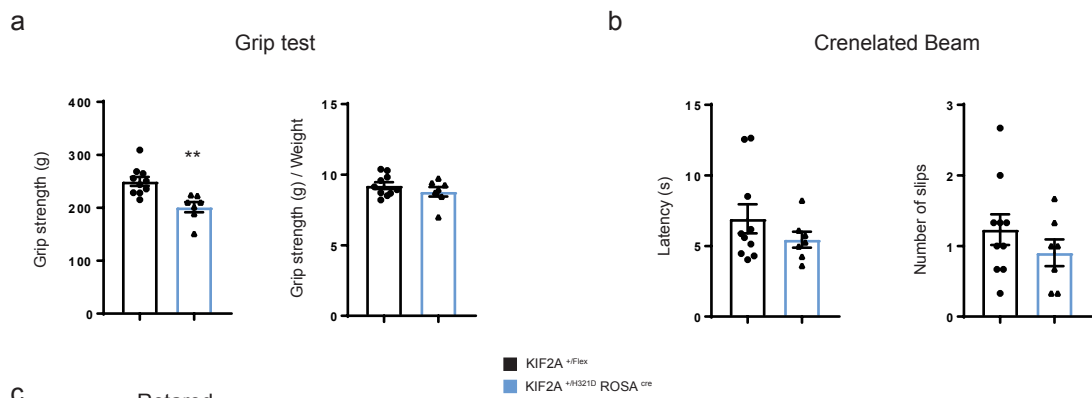 a
Grip test
Grip strength (g)
400
300
200
100
0
**
Grip strength (g) / Weight
15
10
5
0
b
Crenelated Beam
Latency (s)
15
10
5
0
Number of slips
3
2
1
0
KIF2A +/Flex
KIF2A +/H321D ROSA cre
c